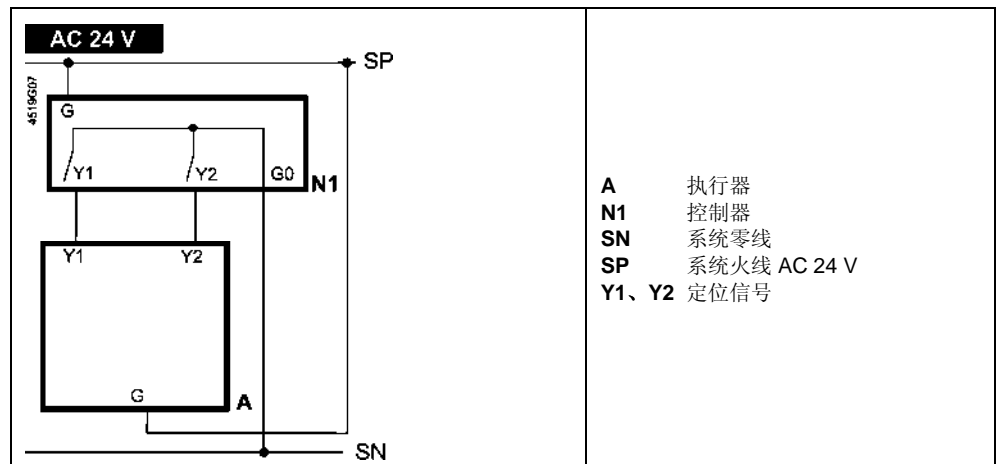 AC 24 V
SP
4519G07
G
Y1
Y2
G0
N1
Y1
Y2
G
A
SN
A 执行器
N1 控制器
SN 系统零线
SP 系统火线 AC 24 V
Y1、Y2 定位信号